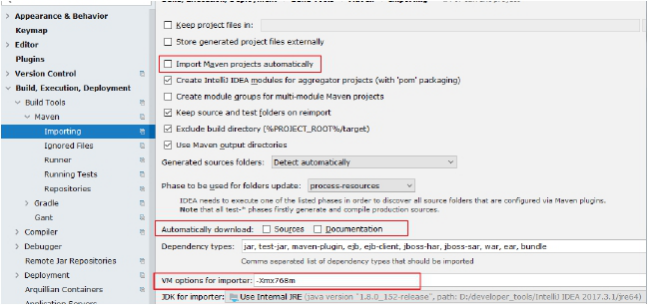 Appearance & Behavior
Keymap
Editor
Plugins
Version Control
Build, Execution, Deployment
Build Tools
Maven
Importing
Ignored Files
Runner
Running Tests
Repositories
Gradle
Gant
Compiler
Debugger
Remote Jar Repositories
Deployment
Arquillian Containers
Application Servers
Keep project files in:
Store generated project files externally
Import Maven projects automatically
Create IntelliJ IDEA modules for aggregator projects (with 'pom' packaging)
Create module groups for multi-module Maven projects
Keep source and test folders on reimport
Exclude build directory (%PROJECT_ROOT%/target)
Use Maven output directories
Generated sources folders: Detect automatically
Phase to be used for folders update: process-resources
IDEA needs to execute one of the listed phases in order to discover all source folders that are configured via Maven plugins.
Note that all test-* phases firstly generate and compile production sources.
Automatically download: Sources Documentation
Dependency types: jar, test-jar, maven-plugin, ejb, ejb-client, jboss-har, jboss-sar, war, ear, bundle
Comma separated list of dependency types that should be imported
VM options for importer: -Xmx768m
JDK for importer: Use Internal JRE (java version "1.8.0_152-release", path: D:/developer_tools/IntelliJ IDEA 2017.3.1/jre64)